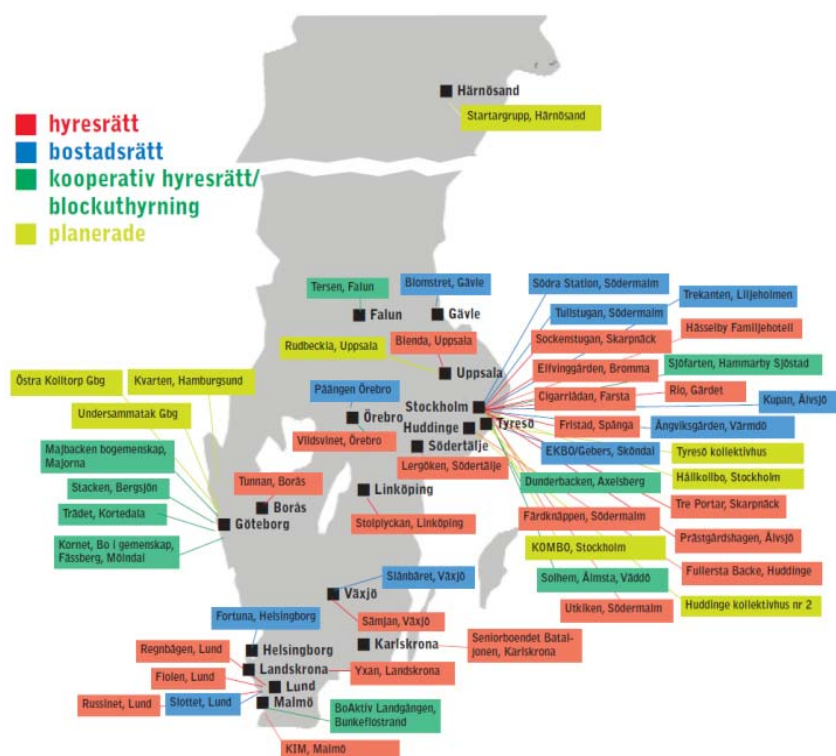 Härnösand
Startargrupp, Härnösand
hyresrätt
bostadsrätt
kooperativ hyresrätt/
blockuthyrning
planerade
Tersen, Falun
Falun
Blomstret, Gävle
Gävle
Rudbeckia, Uppsala
Blenda, Uppsala
Uppsala
Södra Station, Södermalm
Trekanten, Liljeholmen
Tullstugan, Södermalm
Hässelby Familjehotell
Sockenstugan, Skarpnäck
Sjöfarten, Hammarby Sjöstad
Elfvinggården, Bromma
Cigarrlådan, Farsta
Rio, Gärdet
Kupan, Älvsjö
Fristad, Spånga
Ängviksgården, Värmdö
EKBO/Gebers, Sköndal
Tyresö kollektivhus
Hållkollbo, Stockholm
Dunderbacken, Axelsberg
Tre Portar, Skarpnäck
Färdknäppen, Södermalm
Prästgårdshagen, Älvsjö
KOMBO, Stockholm
Fullersta Backe, Huddinge
Solhem, Älmsta, Väddö
Huddinge kollektivhus nr 2
Utkiken, Södermalm
Stockholm
Huddinge
Tyresö
Södertälje
Lergöken, Södertälje
Påängen Örebro
Örebro
Vildsvinet, Örebro
Linköping
Stolplyckan, Linköping
Östra Kolltorp Gbg
Kvarten, Hamburgsund
Undersammatak Gbg
Majbacken bogemenskap,
Majorna
Stacken, Bergsjön
Trädet, Kortedala
Kornet, Bo i gemenskap,
Fässberg, Mölndal
Tunnan, Borås
Borås
Göteborg
Slånbäret, Växjö
Växjö
Sämjan, Växjö
Karlskrona
Seniorboendet Batal-
jonen, Karlskrona
Fortuna, Helsingborg
Helsingborg
Regnbågen, Lund
Landskrona
Yxan, Landskrona
Fiolen, Lund
Lund
Russinet, Lund
Slottet, Lund
Malmö
BoAktiv Landgången,
Bunkeflostrand
KIM, Malmö